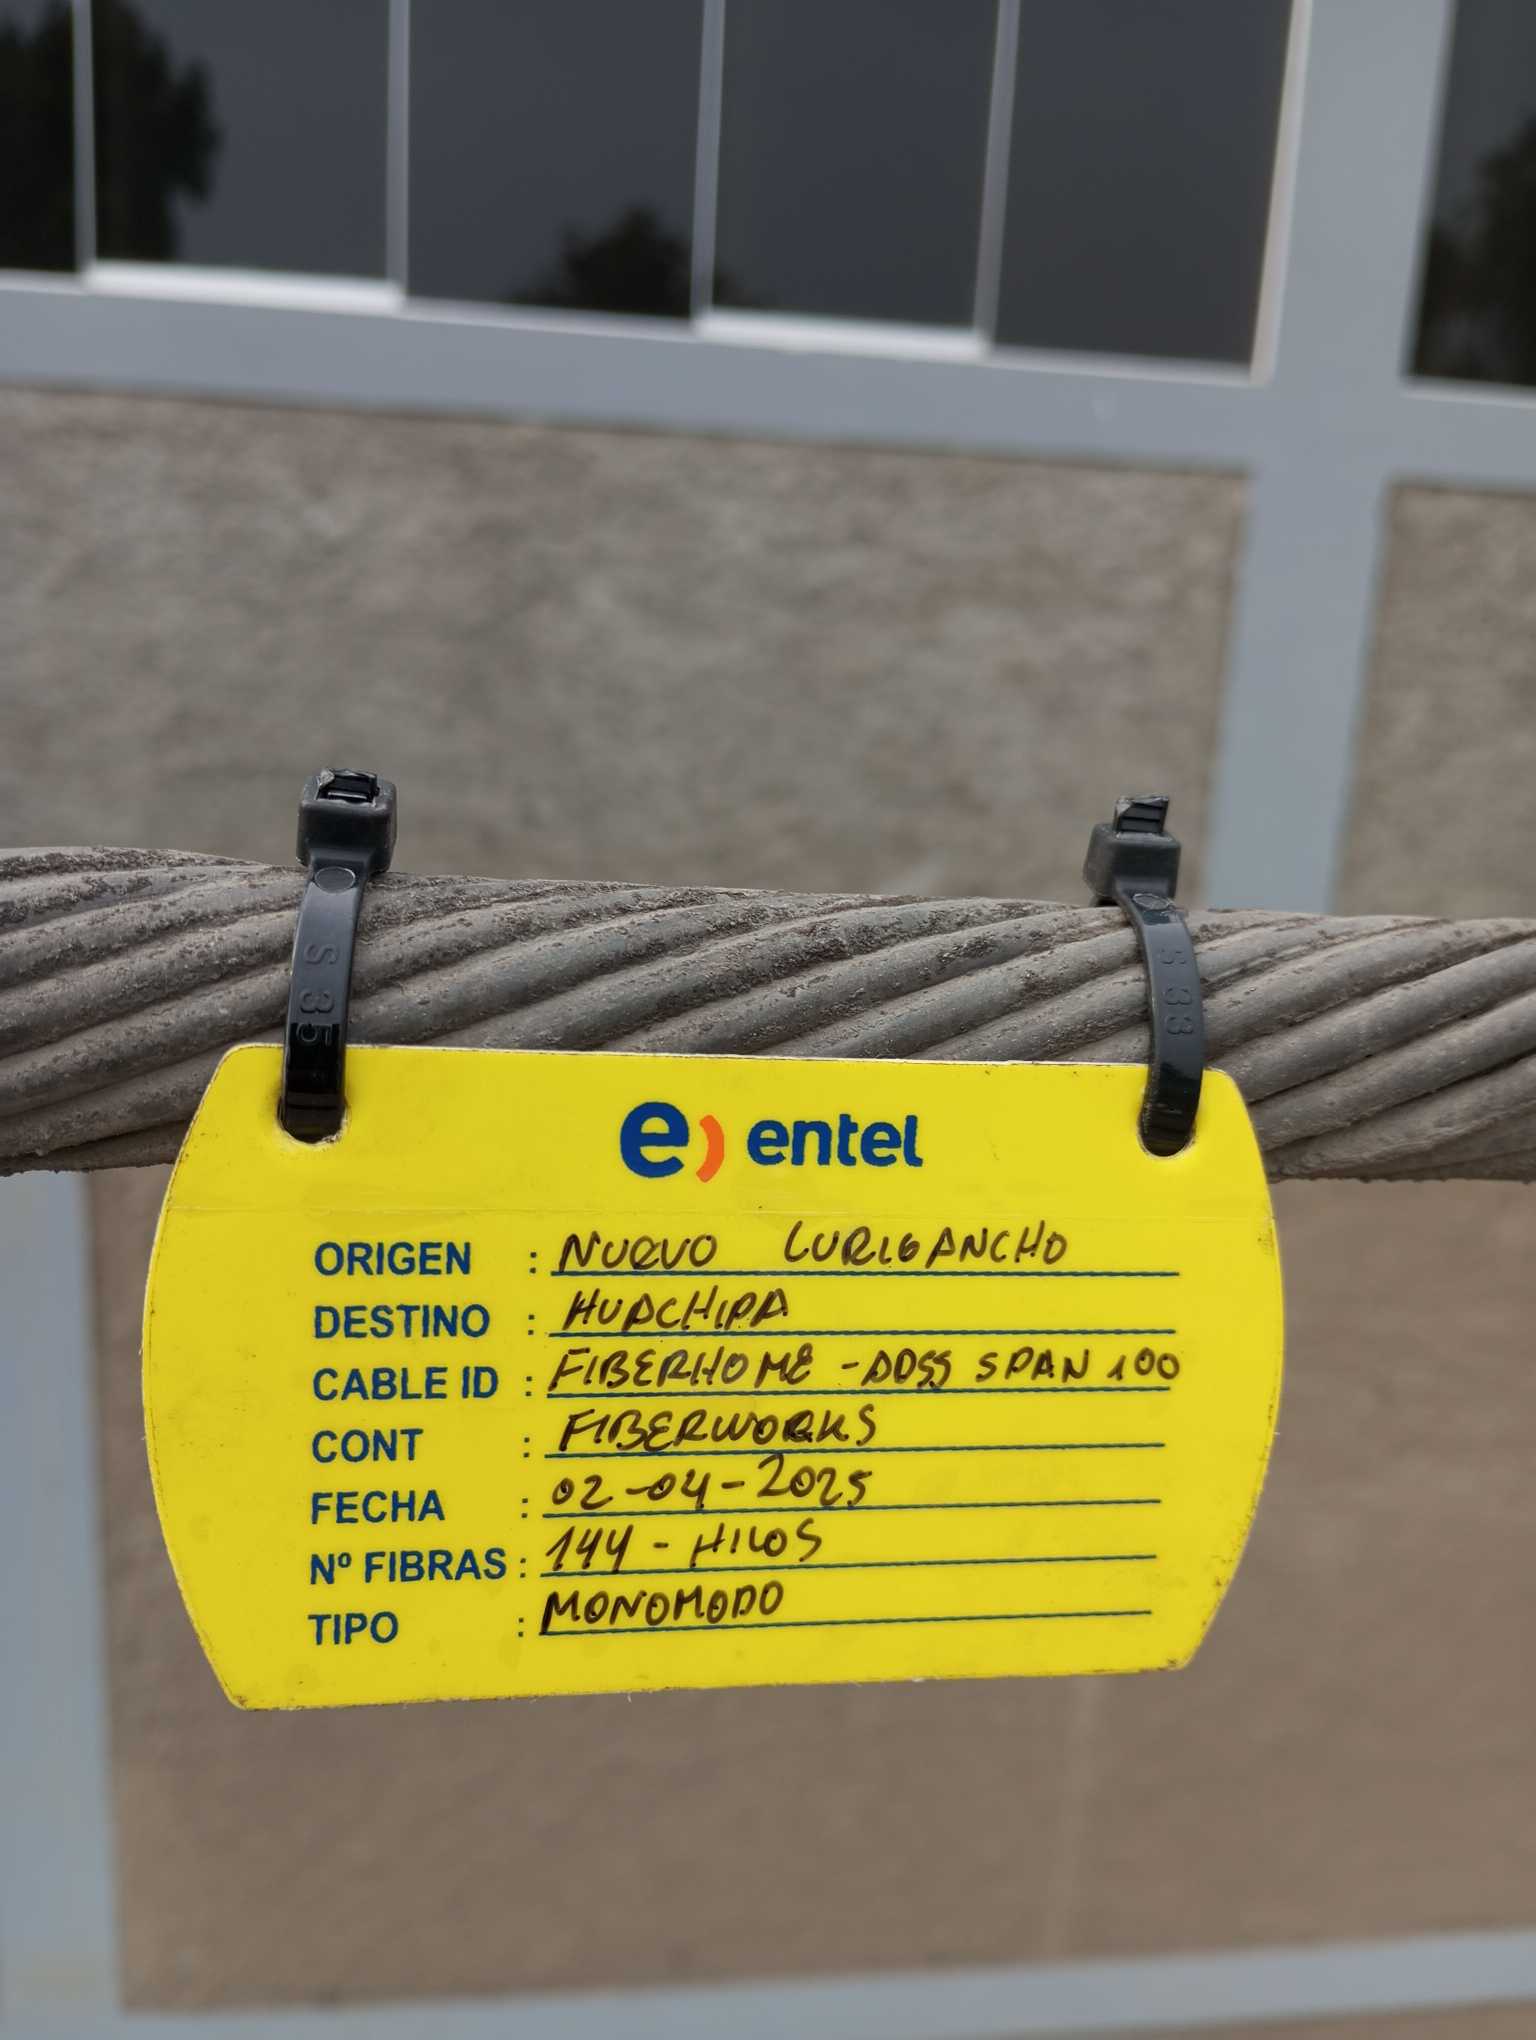 e) entel
ORIGEN : NUEVO LURIGANCHO
DESTINO : HUACHIPA
CABLE ID : FIBERHOME - ADSS SPAN 100
CONT : FIBERWORKS
FECHA : 02-04-2025
Nº FIBRAS : 144 - HILOS
TIPO : MONOMODO